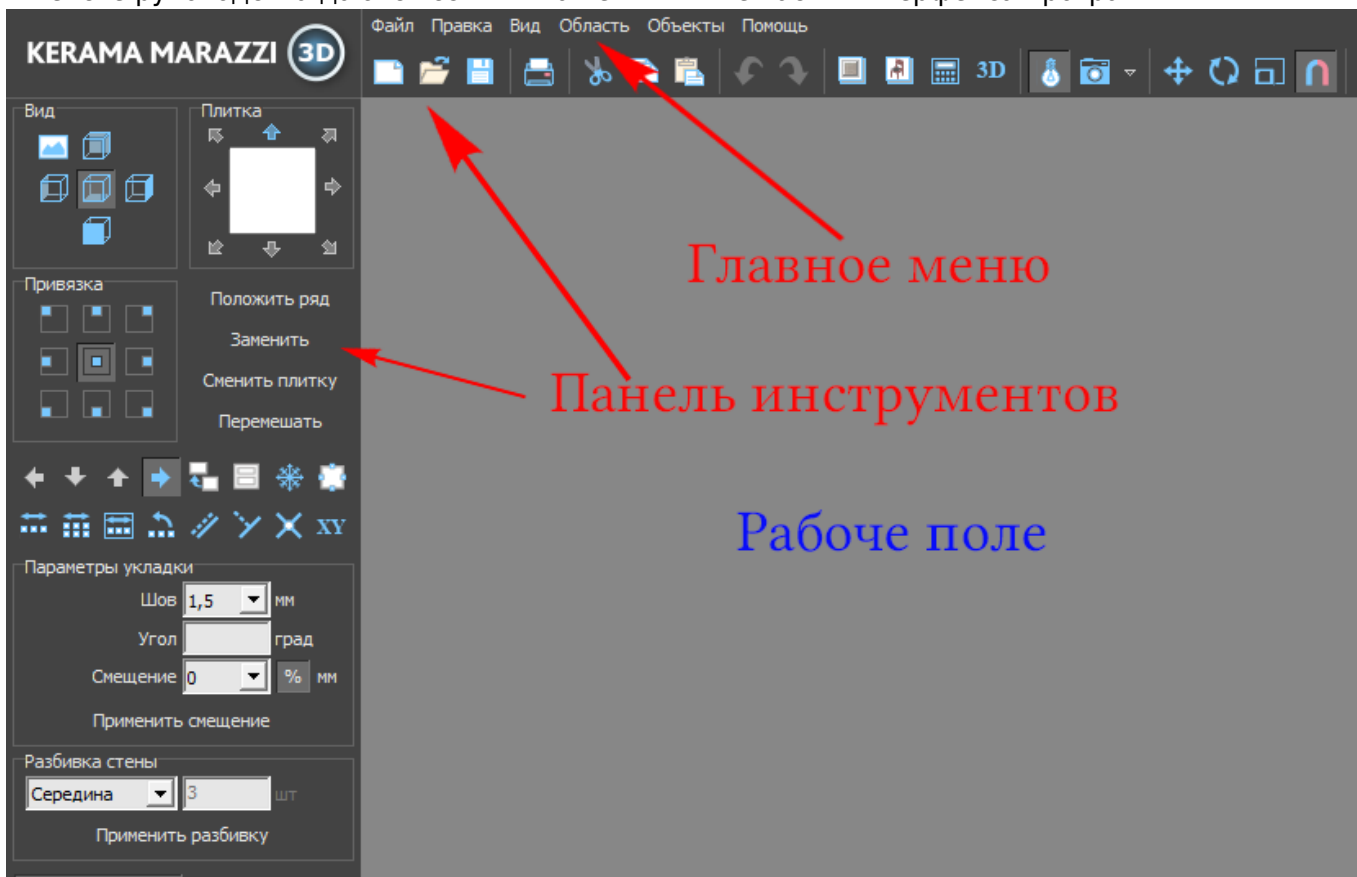 KERAMA MARAZZI 3D
Файл Правка Вид Область Объекты Помощь
3D
Вид
Плитка
Главное меню
Привязка
Положить ряд
Заменить
Сменить плитку
Перемешать
Панель инструментов
XY
Рабоче поле
Параметры укладки
Шов 1,5 мм
Угол град
Смещение 0 % мм
Применить смещение
Разбивка стены
Середина 3 шт
Применить разбивку